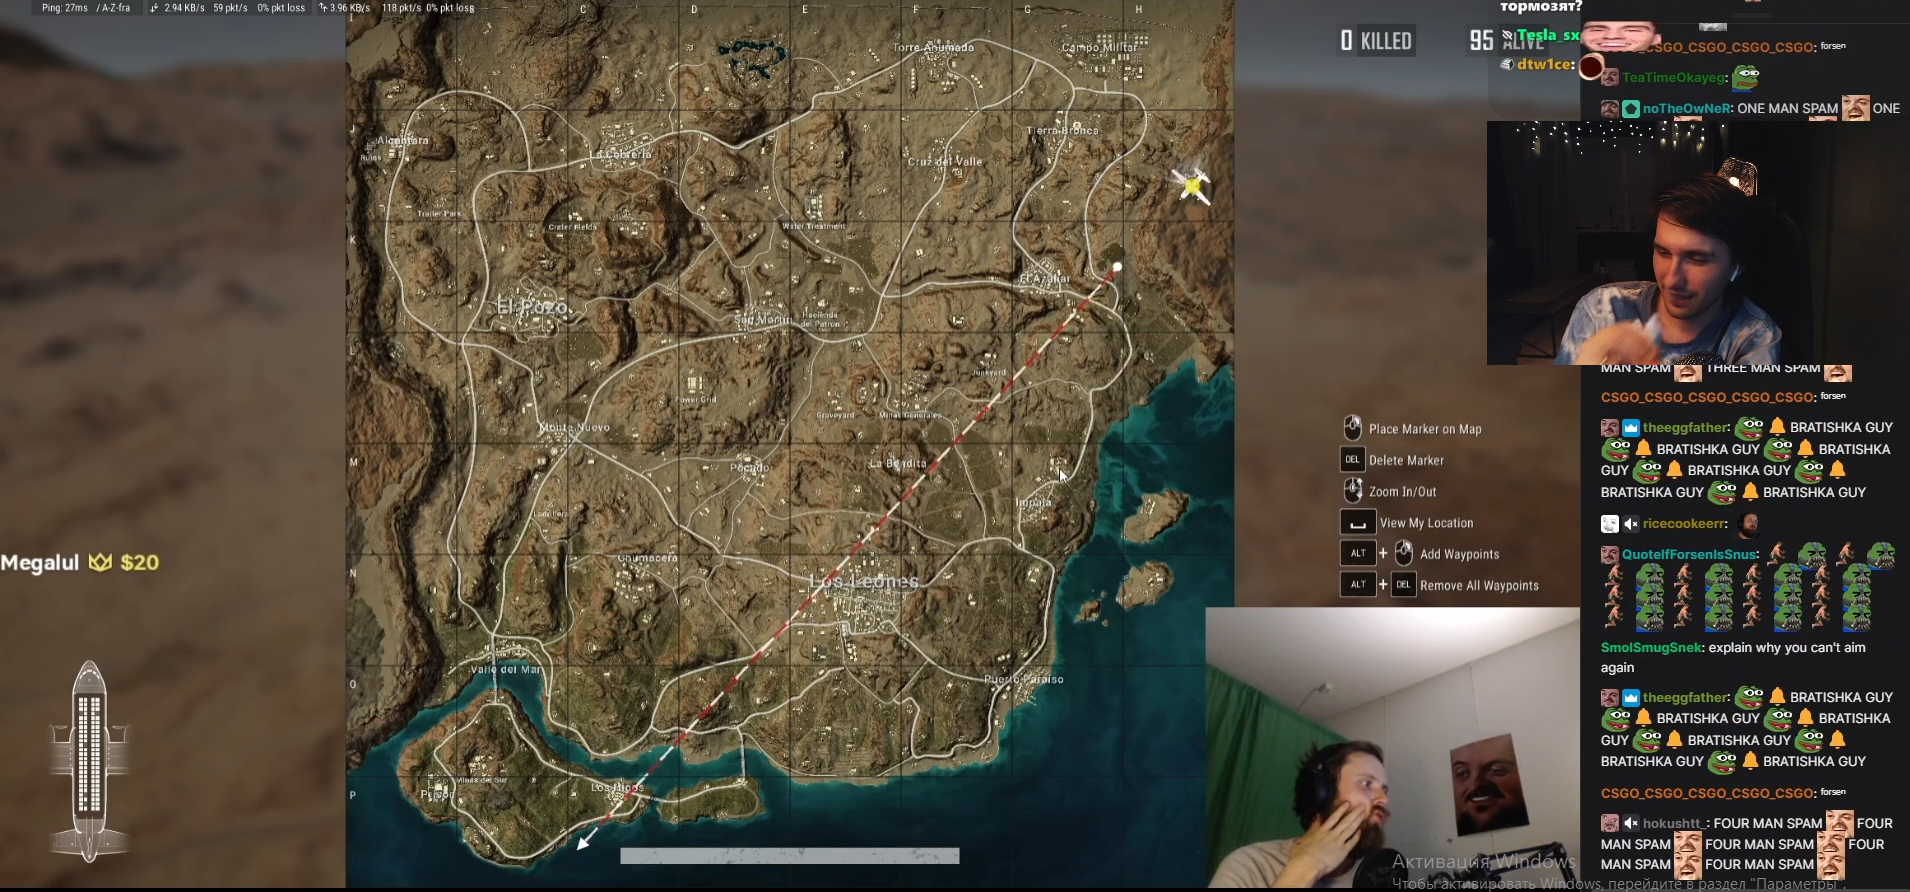 Ping: 27ms / A-Z-fra 2.94 KB/s 59 pkt/s 0% pkt loss 3.96 KB/s 118 pkt/s 0% pkt loss
C D E F G H
0 KILLED 95 ALIVE
I
Torre Ahumada
Campo Militar
J
Alcantara
Ruins
La Cobreria
Cruz del Valle
Tierra Bronca
Trailer Park
Crater Fields
Water Treatment
K
El Azahar
El Pozo
San Martin
Hacienda
del Patron
L
Junkyard
Power Grid
Graveyard
Minas Generales
Monte Nuevo
M
Pecado
La Bendita
Impala
Ladrillera
N
Chumacera
Los Leones
O
Valle del Mar
Puerto Paraiso
P
Prison
Minas del Sur
Los Higos
Megalul $20
Place Marker on Map
DEL Delete Marker
Zoom In/Out
View My Location
ALT + Add Waypoints
ALT + DEL Remove All Waypoints
тормозят?
Tesla_sx
dtw1ce:
CSGO_CSGO_CSGO_CSGO: forsen
TeaTimeOkayeg:
noTheOwNeR: ONE MAN SPAM ONE
MAN SPAM THREE MAN SPAM
CSGO_CSGO_CSGO_CSGO_CSGO: forsen
theeggfather: BRATISHKA GUY
BRATISHKA GUY BRATISHKA
GUY BRATISHKA GUY
BRATISHKA GUY BRATISHKA GUY
ricecookeerr:
QuoteIfForsenIsSnus:
SmolSmugSnek: explain why you can't aim
again
theeggfather: BRATISHKA GUY
BRATISHKA GUY BRATISHKA
GUY BRATISHKA GUY
BRATISHKA GUY BRATISHKA GUY
CSGO_CSGO_CSGO_CSGO_CSGO: forsen
hokushtt_: FOUR MAN SPAM FOUR
MAN SPAM FOUR MAN SPAM FOUR
MAN SPAM FOUR MAN SPAM
Активация Windows
Чтобы активировать Windows, перейдите в раздел "Параметры".